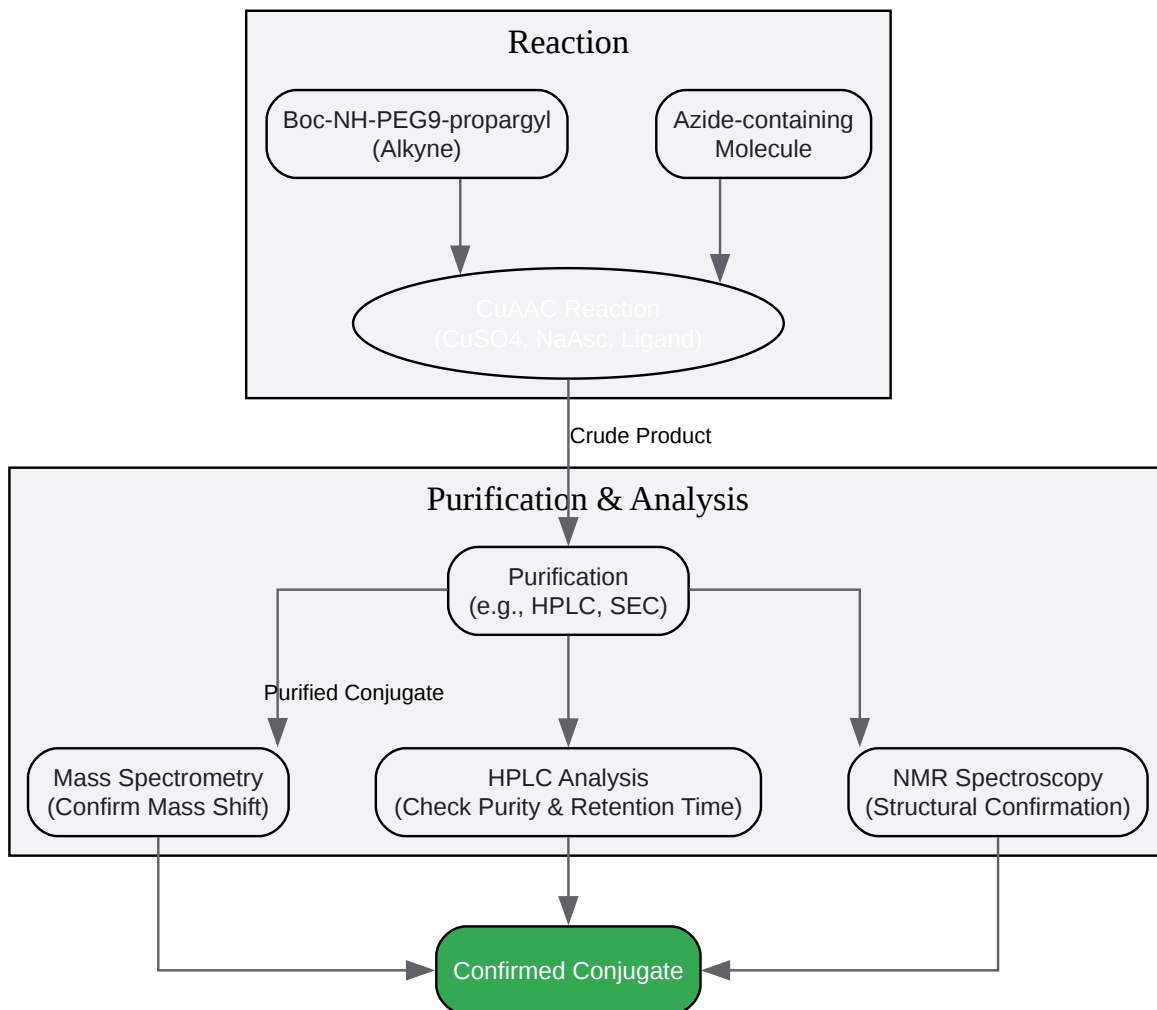 Reaction
Boc-NH-PEG9-propargyl
(Alkyne)
Azide-containing
Molecule
CuAAC Reaction
(CuSO4, NaAsc, Ligand)
Crude Product
Purification & Analysis
Purification
(e.g., HPLC, SEC)
Purified Conjugate
Mass Spectrometry
(Confirm Mass Shift)
HPLC Analysis
(Check Purity & Retention Time)
NMR Spectroscopy
(Structural Confirmation)
Confirmed Conjugate